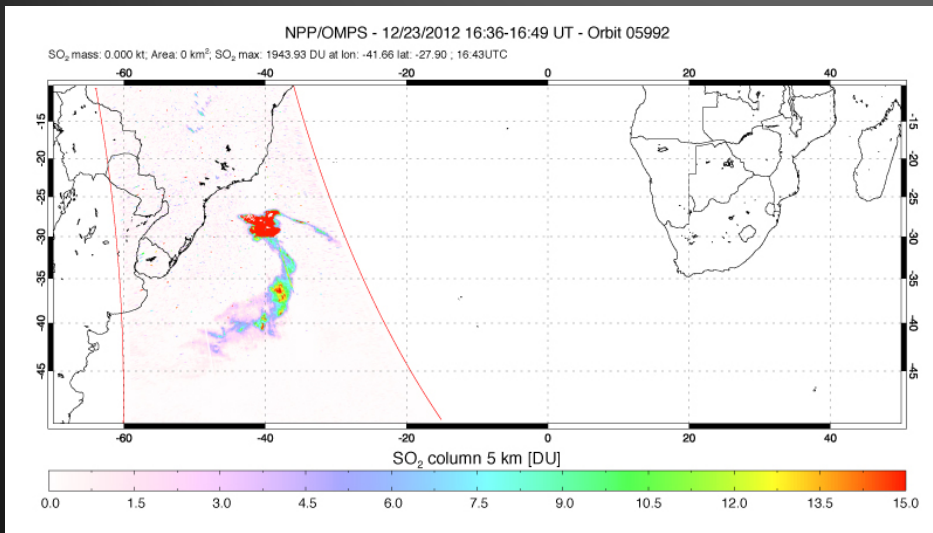 NPP/OMPS - 12/23/2012 16:36-16:49 UT - Orbit 05992
SO₂ mass: 0.000 kt; Area: 0 km²; SO₂ max: 1943.93 DU at lon: -41.66 lat: -27.90 ; 16:43UTC
-60 -40 -20 0 20 40
-15 -15
-20 -20
-25 -25
-30 -30
-35 -35
-40 -40
-45 -45
-60 -40 -20 0 20 40
SO₂ column 5 km [DU]
0.0 1.5 3.0 4.5 6.0 7.5 9.0 10.5 12.0 13.5 15.0